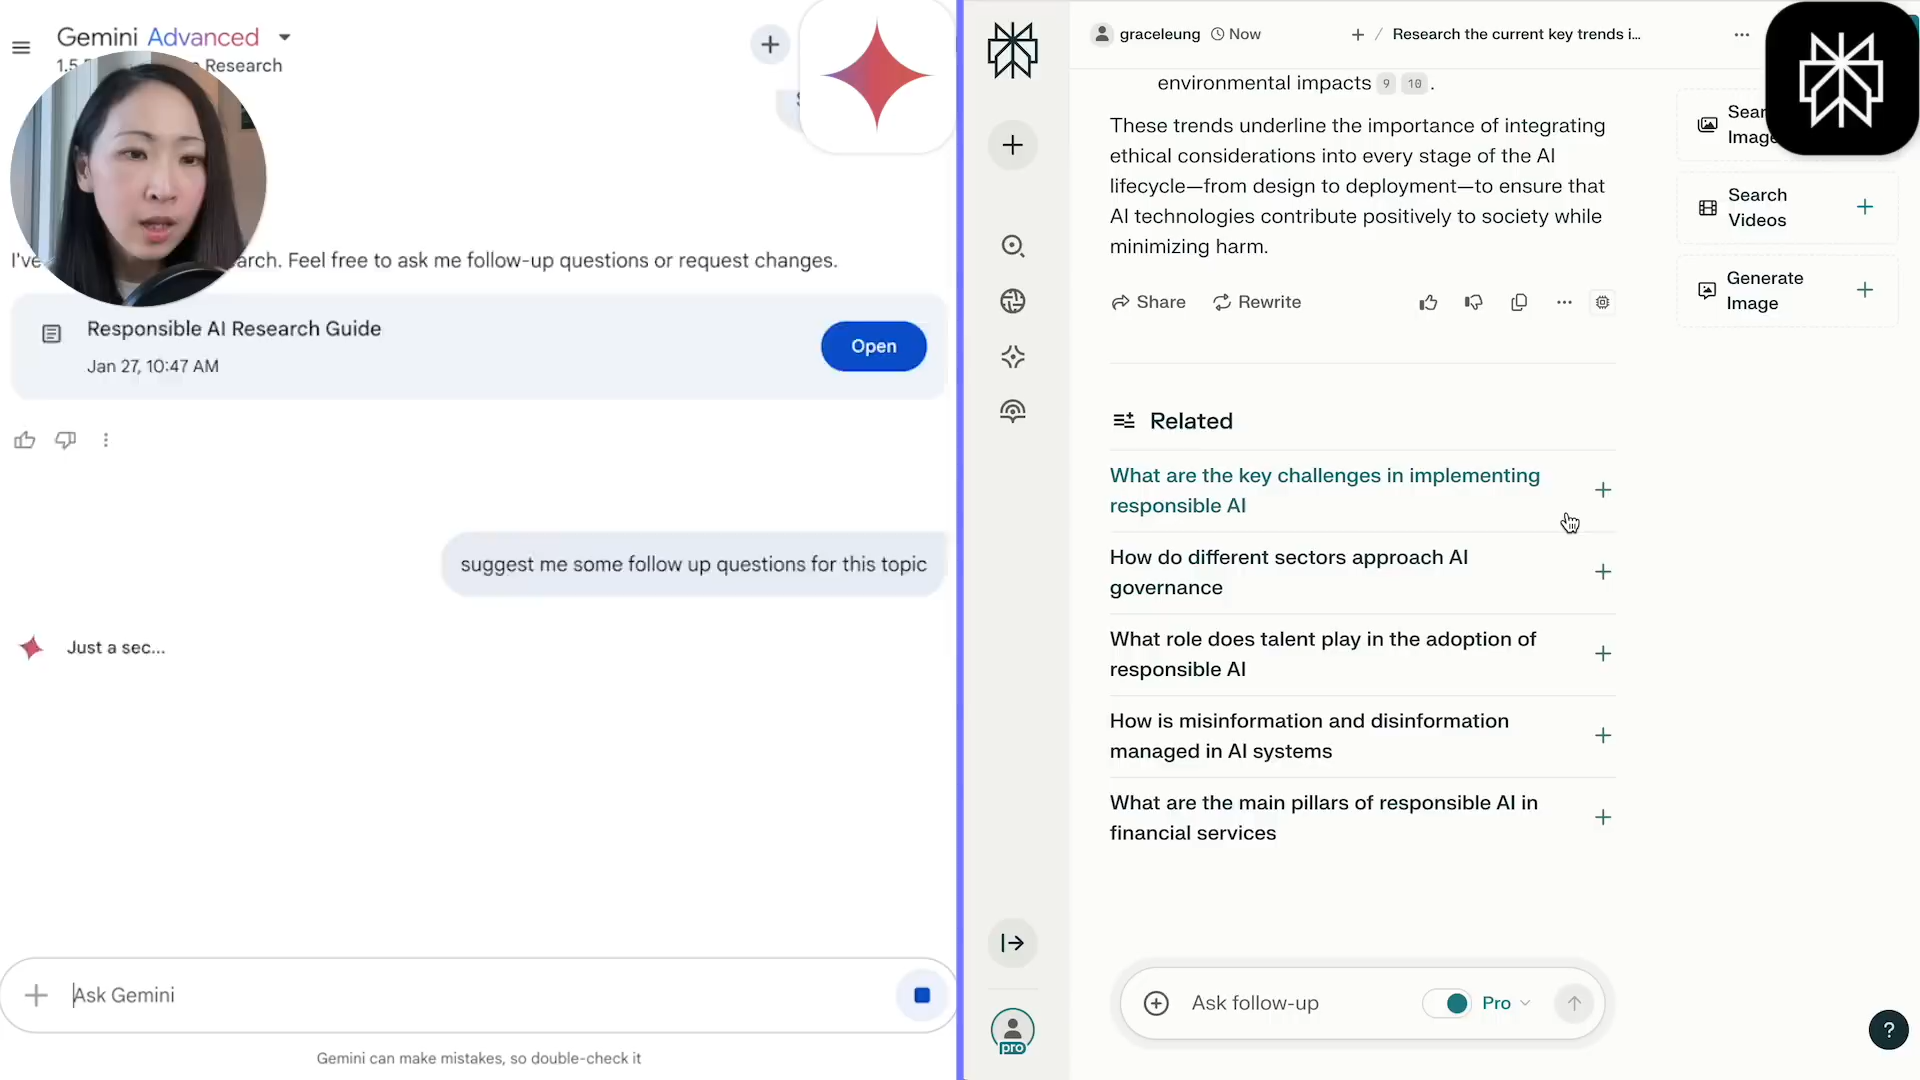 Gemini Advanced
1.5
Research
I've
arch. Feel free to ask me follow-up questions or request changes.
Responsible AI Research Guide
Jan 27, 10:47 AM
Open
suggest me some follow up questions for this topic
Just a sec...
Ask Gemini
Gemini can make mistakes, so double-check it
graceleung
Now
/
Research the current key trends i...
environmental impacts 9 10 .
These trends underline the importance of integrating
ethical considerations into every stage of the AI
lifecycle—from design to deployment—to ensure that
AI technologies contribute positively to society while
minimizing harm.
Share
Rewrite
Related
What are the key challenges in implementing
responsible AI
How do different sectors approach AI
governance
What role does talent play in the adoption of
responsible AI
How is misinformation and disinformation
managed in AI systems
What are the main pillars of responsible AI in
financial services
Ask follow-up
Pro
pro
Search
Videos
Generate
Image
?